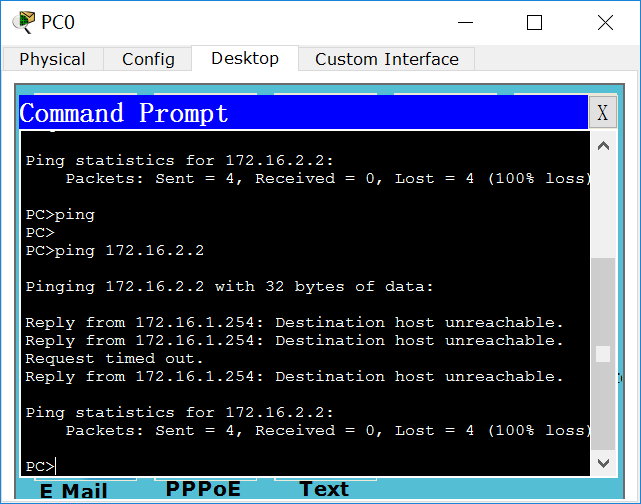 PC0
Physical Config Desktop Custom Interface
Command Prompt X
Ping statistics for 172.16.2.2:
Packets: Sent = 4, Received = 0, Lost = 4 (100% loss)
PC>ping
PC>
PC>ping 172.16.2.2
Pinging 172.16.2.2 with 32 bytes of data:
Reply from 172.16.1.254: Destination host unreachable.
Reply from 172.16.1.254: Destination host unreachable.
Request timed out.
Reply from 172.16.1.254: Destination host unreachable.
Ping statistics for 172.16.2.2:
Packets: Sent = 4, Received = 0, Lost = 4 (100% loss)
PC>
E Mail PPPoE Text